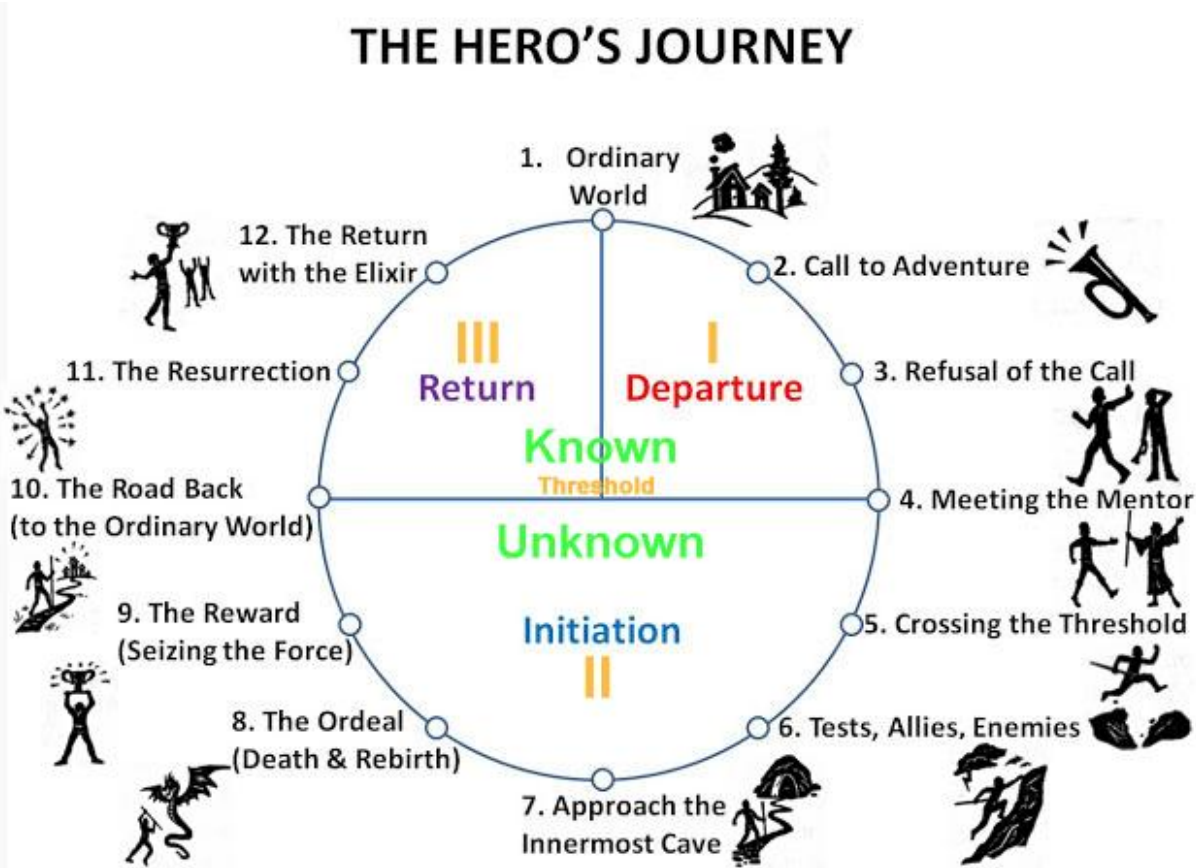 THE HERO'S JOURNEY
1. Ordinary
World
2. Call to Adventure
3. Refusal of the Call
4. Meeting the Mentor
5. Crossing the Threshold
6. Tests, Allies, Enemies
7. Approach the
Innermost Cave
8. The Ordeal
(Death & Rebirth)
9. The Reward
(Seizing the Force)
10. The Road Back
(to the Ordinary World)
11. The Resurrection
12. The Return
with the Elixir
III
Return
I
Departure
Known
Threshold
Unknown
Initiation
II